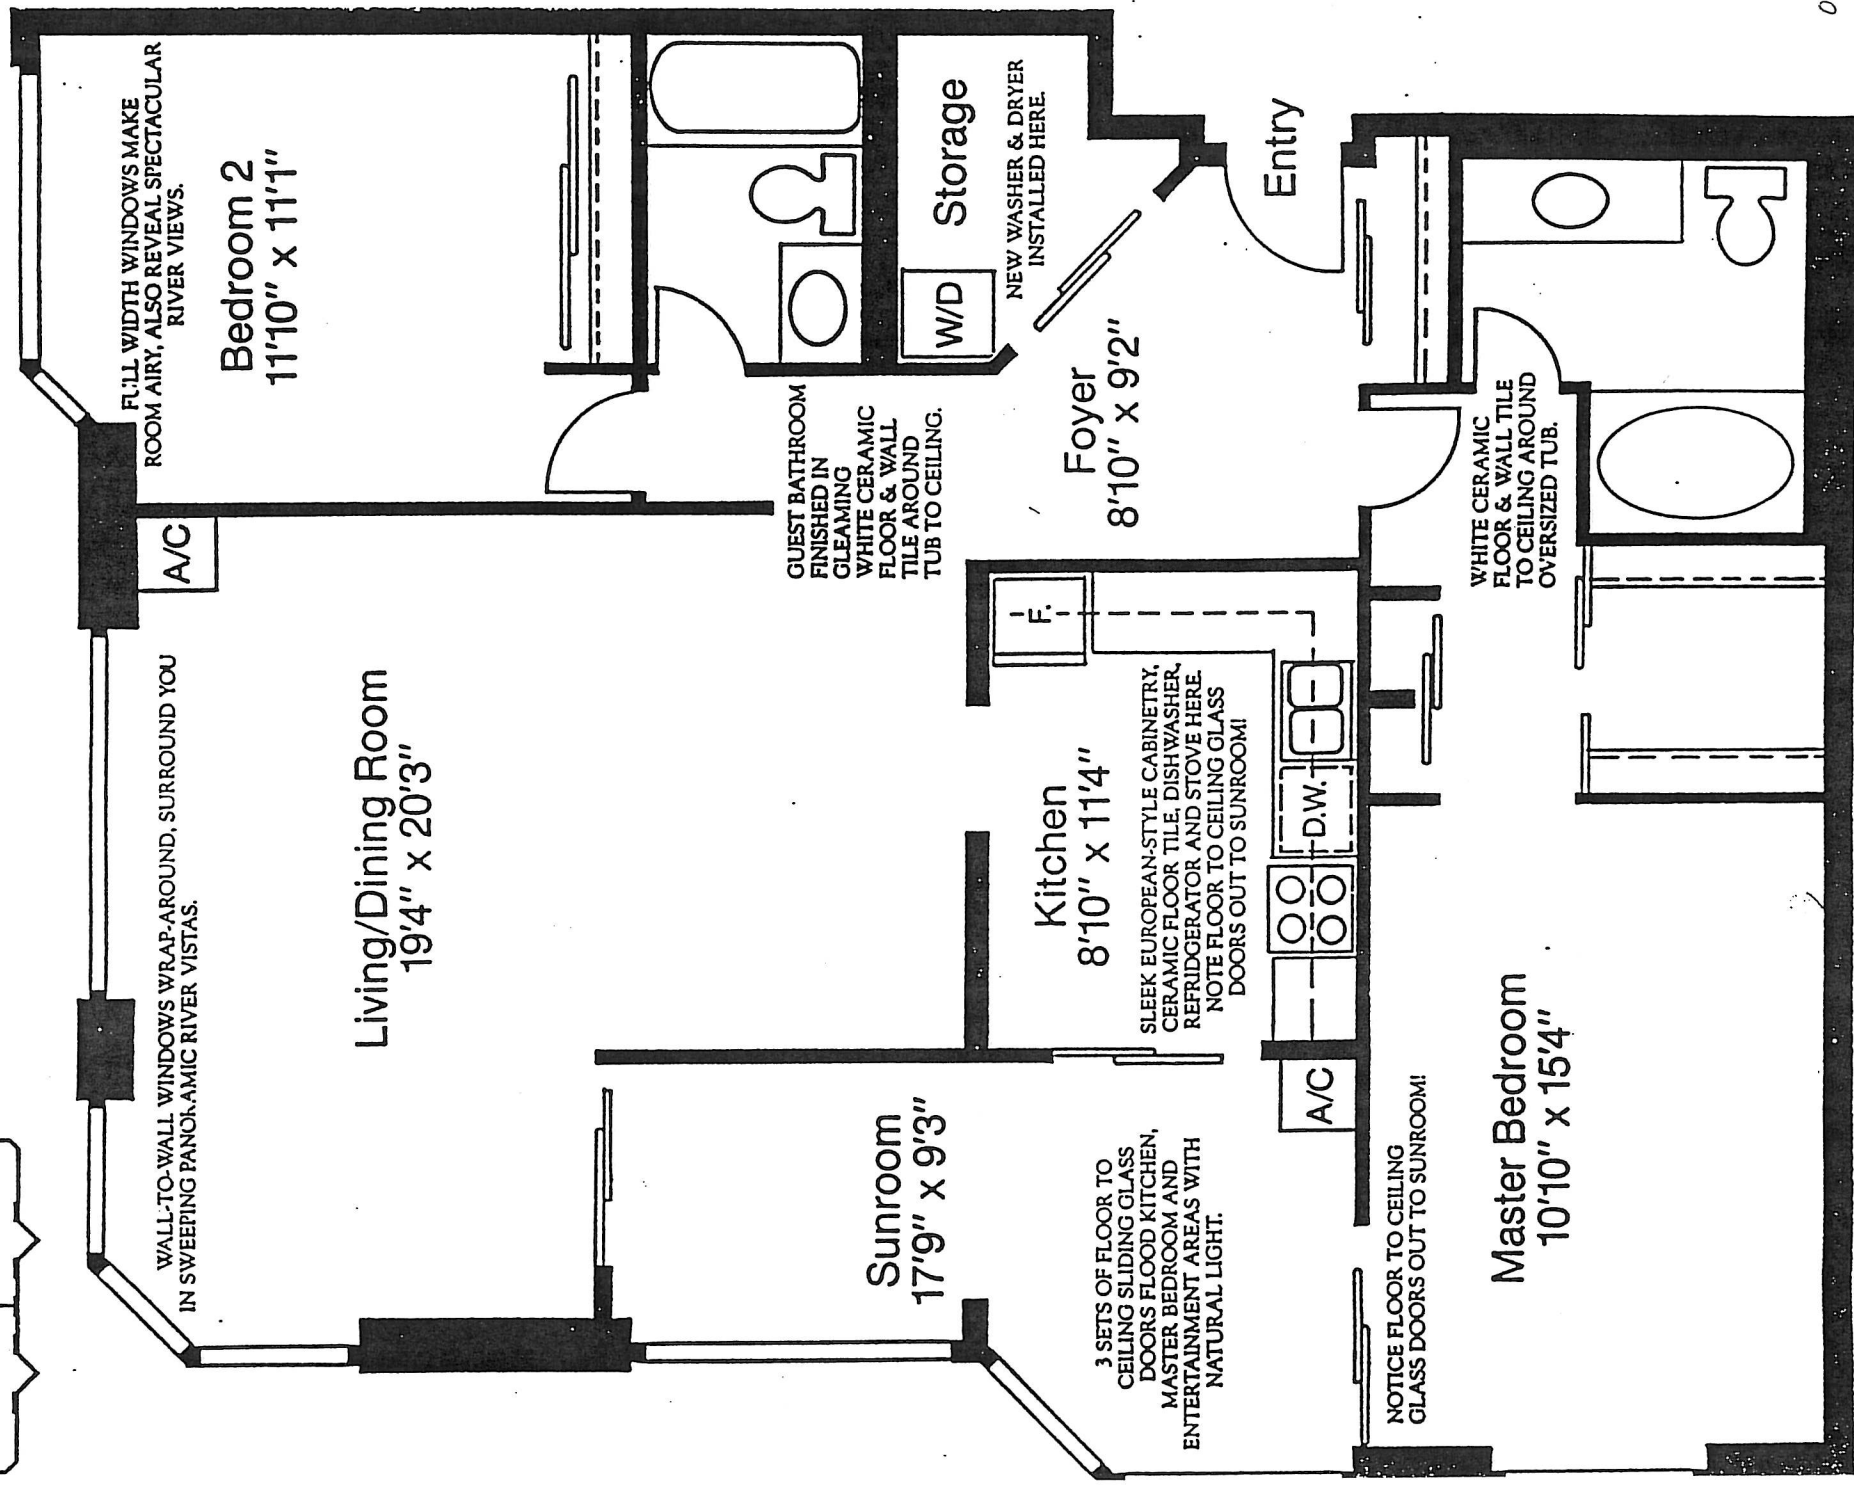 FULL WIDTH WINDOWS MAKE
ROOM AIRY, ALSO REVEAL SPECTACULAR
RIVER VIEWS.
Bedroom 2
11'10" x 11'1"
A/C
WALL-TO-WALL WINDOWS WRAP-AROUND, SURROUND YOU
IN SWEEPING PANORAMIC RIVER VISTAS.
Living/Dining Room
19'4" x 20'3"
GUEST BATHROOM
FINISHED IN
GLEAMING
WHITE CERAMIC
FLOOR & WALL
TILE AROUND
TUB TO CEILING.
Storage
W/D
NEW WASHER & DRYER
INSTALLED HERE.
Entry
Foyer
8'10" x 9'2"
F.
Kitchen
8'10" x 11'4"
SLEEK EUROPEAN-STYLE CABINETRY,
CERAMIC FLOOR TILE, DISHWASHER,
REFRIDGERATOR AND STOVE HERE.
NOTE FLOOR TO CEILING GLASS
DOORS OUT TO SUNROOM!
D.W.
Sunroom
17'9" x 9'3"
3 SETS OF FLOOR TO
CEILING SLIDING GLASS
DOORS FLOOD KITCHEN,
MASTER BEDROOM AND
ENTERTAINMENT AREAS WITH
NATURAL LIGHT.
A/C
WHITE CERAMIC
FLOOR & WALL TILE
TO CEILING AROUND
OVERSIZED TUB.
NOTICE FLOOR TO CEILING
GLASS DOORS OUT TO SUNROOM!
Master Bedroom
10'10" x 15'4"